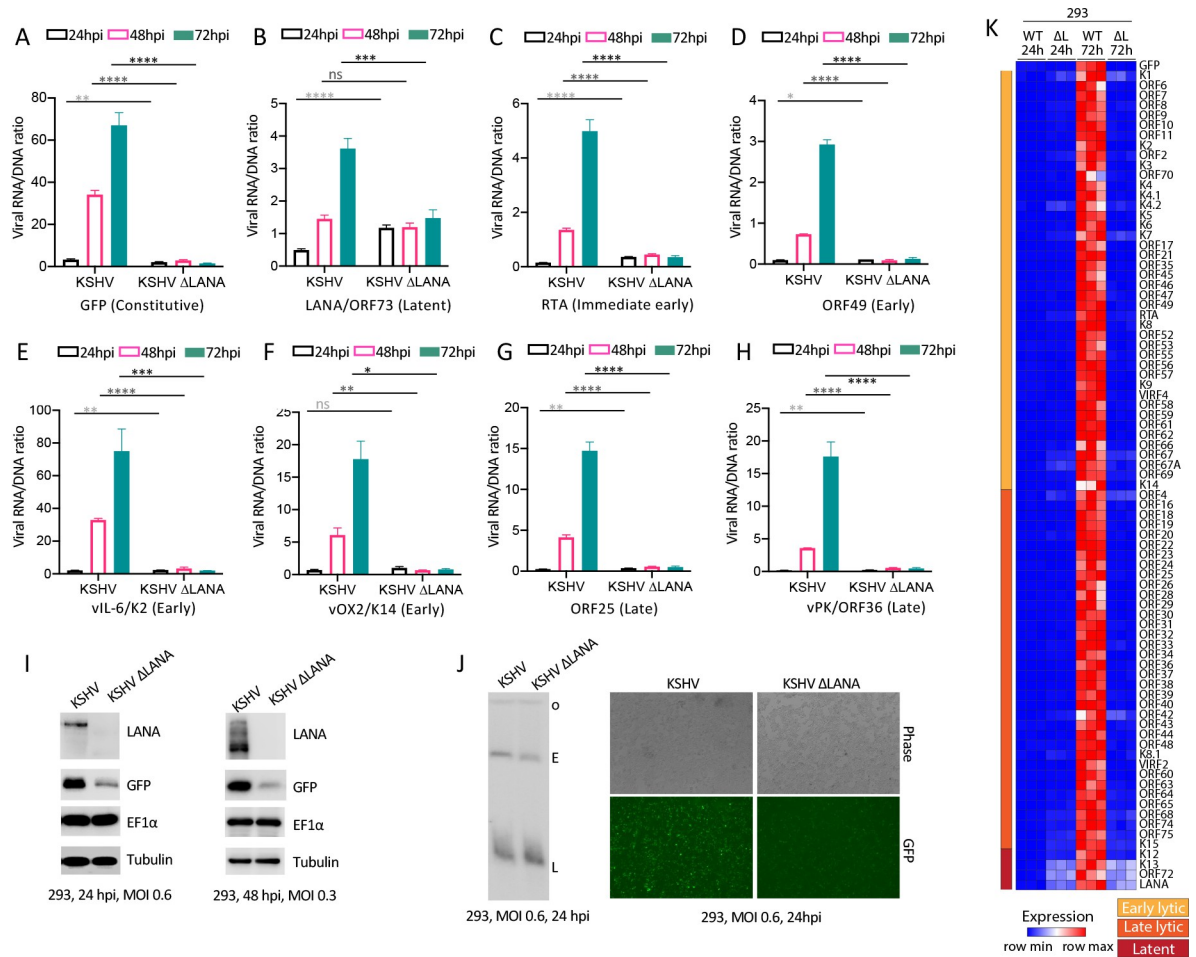 A
24hpi 48hpi 72hpi
****
****
**
Viral RNA/DNA ratio
80
60
40
20
0
KSHV KSHV ΔLANA
GFP (Constitutive)
B
24hpi 48hpi 72hpi
***
ns
****
Viral RNA/DNA ratio
5
4
3
2
1
0
KSHV KSHV ΔLANA
LANA/ORF73 (Latent)
C
24hpi 48hpi 72hpi
****
****
****
Viral RNA/DNA ratio
6
4
2
0
KSHV KSHV ΔLANA
RTA (Immediate early)
D
24hpi 48hpi 72hpi
****
****
*
Viral RNA/DNA ratio
4
3
2
1
0
KSHV KSHV ΔLANA
ORF49 (Early)
E
24hpi 48hpi 72hpi
***
****
**
Viral RNA/DNA ratio
100
80
60
40
20
0
KSHV KSHV ΔLANA
vIL-6/K2 (Early)
F
24hpi 48hpi 72hpi
*
**
ns
Viral RNA/DNA ratio
25
20
15
10
5
0
KSHV KSHV ΔLANA
vOX2/K14 (Early)
G
24hpi 48hpi 72hpi
****
****
**
Viral RNA/DNA ratio
20
15
10
5
0
KSHV KSHV ΔLANA
ORF25 (Late)
H
24hpi 48hpi 72hpi
****
****
**
Viral RNA/DNA ratio
25
20
15
10
5
0
KSHV KSHV ΔLANA
vPK/ORF36 (Late)
I
KSHV KSHV ΔLANA
LANA
GFP
EF1α
Tubulin
293, 24 hpi, MOI 0.6
KSHV KSHV ΔLANA
LANA
GFP
EF1α
Tubulin
293, 48 hpi, MOI 0.3
J
KSHV KSHV ΔLANA
o
E
L
293, MOI 0.6, 24 hpi
KSHV KSHV ΔLANA
Phase
GFP
293, MOI 0.6, 24hpi
K
293
WT ΔL WT ΔL
24h 24h 72h 72h
GFP
K1
ORF6
ORF7
ORF8
ORF9
ORF10
ORF11
K2
ORF2
K3
ORF70
K4
K4.1
K4.2
K5
K6
K7
ORF17
ORF21
ORF35
ORF45
ORF46
ORF47
ORF49
RTA
K8
ORF52
ORF53
ORF55
ORF56
ORF57
K9
VIRF4
ORF58
ORF59
ORF61
ORF62
ORF66
ORF67
ORF67A
ORF69
K14
ORF4
ORF16
ORF18
ORF19
ORF20
ORF22
ORF23
ORF24
ORF25
ORF26
ORF28
ORF29
ORF30
ORF31
ORF32
ORF33
ORF34
ORF36
ORF37
ORF38
ORF39
ORF40
ORF42
ORF43
ORF44
ORF48
K8.1
VIRF2
ORF60
ORF63
ORF64
ORF65
ORF68
ORF74
ORF75
K15
K12
K13
ORF72
LANA
Expression
row min row max
Early lytic
Late lytic
Latent